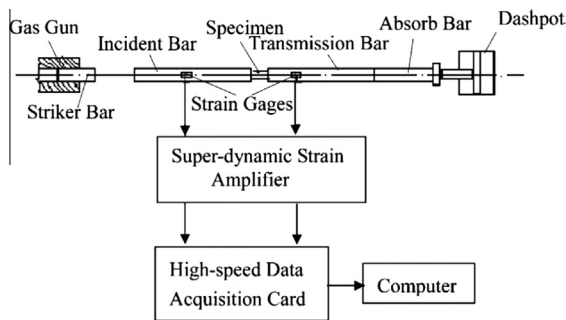 Gas Gun
Incident Bar
Specimen
Transmission Bar
Absorb Bar
Dashpot
Striker Bar
Strain Gages
Super-dynamic Strain
Amplifier
High-speed Data
Acquisition Card
Computer